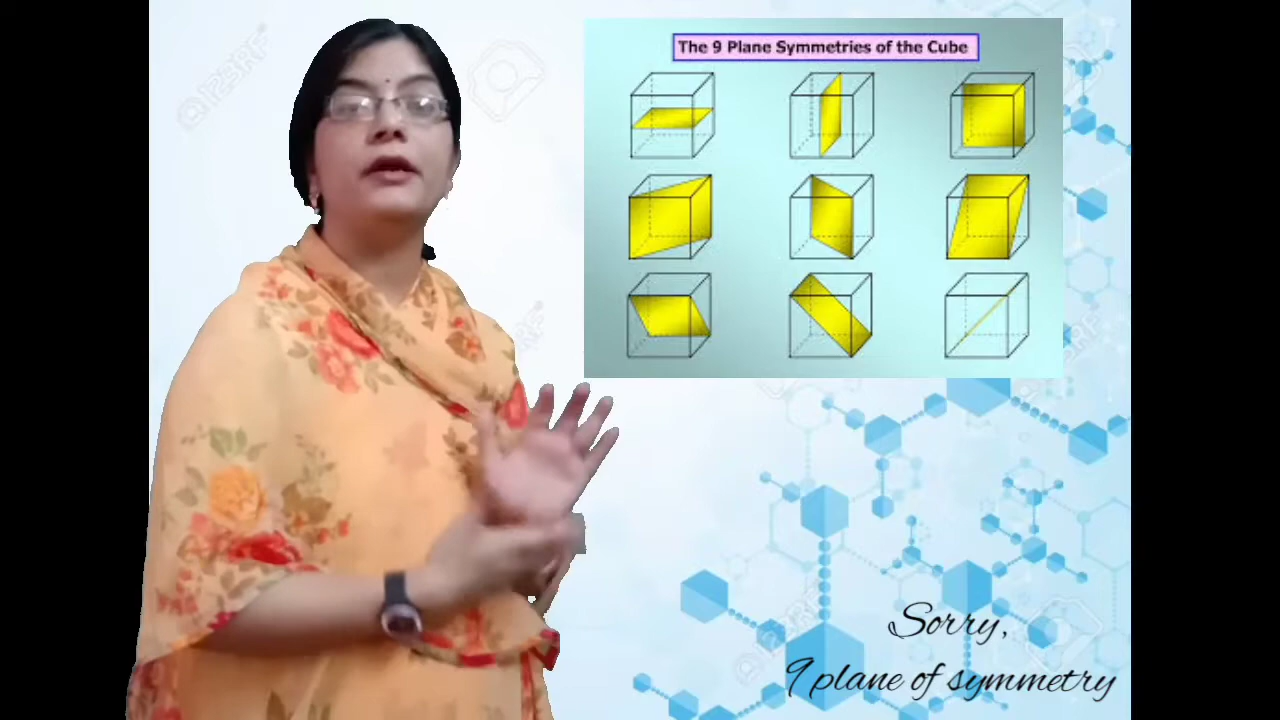 The 9 Plane Symmetries of the Cube
Sorry,
9 plane of symmetry